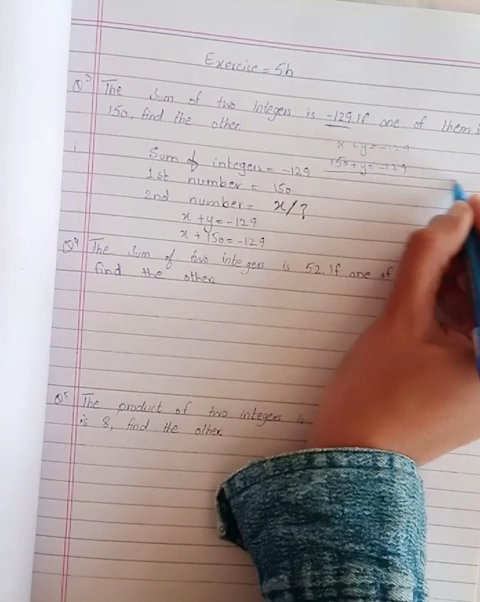 Exercise = 5b
Q3 The sum of two integers is -129. If one of them is
150, find the other.
x + y = -129
150 + y = -129
Sum of integers = -129
1st number = 150
2nd number = x/?
x + y = -129
x + 150 = -129
Q4 The sum of two integers is 52. If one of
find the other.
Q5 The product of two integers is
is 8, find the other.